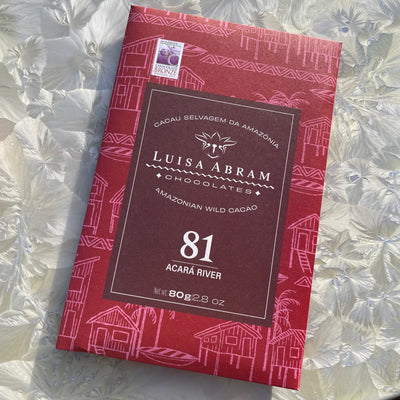 BRONZE
CACAU SELVAGEM DA AMAZÔNIA
LUISA ABRAM
CHOCOLATES
AMAZONIAN WILD CACAO
81
ACARÁ RIVER
Net wt. 80g 2.8 oz